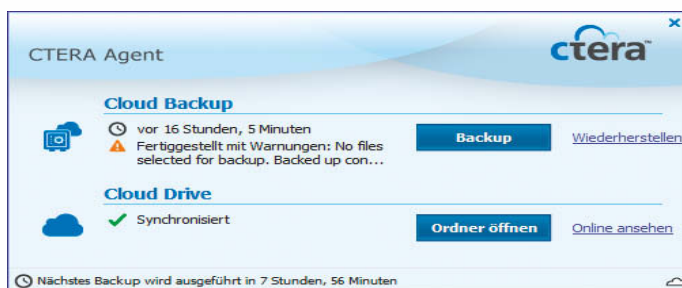 CTERA Agent
ctera™
Cloud Backup
vor 16 Stunden, 5 Minuten
Fertiggestellt mit Warnungen: No files
selected for backup. Backed up con...
Backup
Wiederherstellen
Cloud Drive
Synchronisiert
Ordner öffnen
Online ansehen
Nächstes Backup wird ausgeführt in 7 Stunden, 56 Minuten